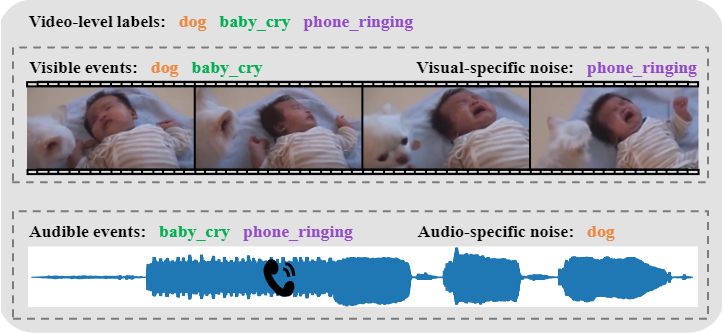 Video-level labels: dog baby_cry phone_ringing
Visible events: dog baby_cry Visual-specific noise: phone_ringing
Audible events: baby_cry phone_ringing Audio-specific noise: dog